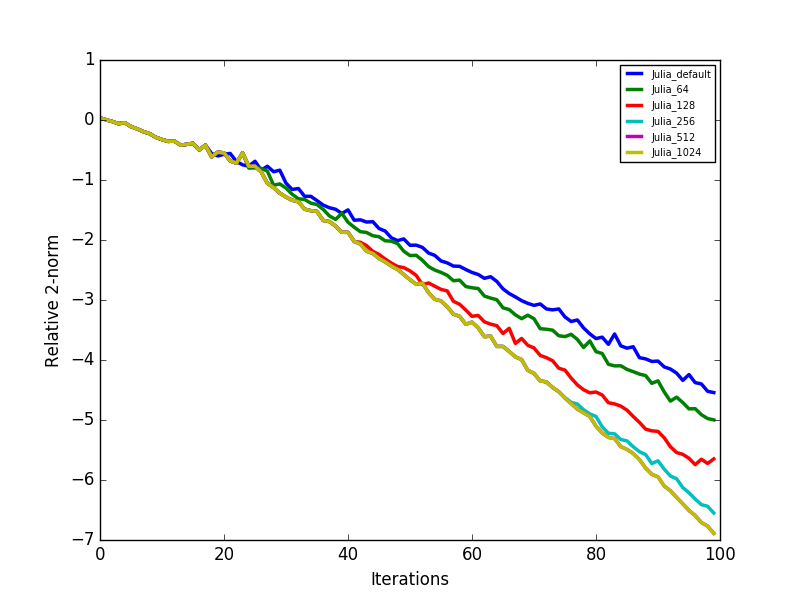 1
0
−1
−2
−3
−4
−5
−6
−7
0
20
40
60
80
100
Relative 2-norm
Iterations
Julia_default
Julia_64
Julia_128
Julia_256
Julia_512
Julia_1024